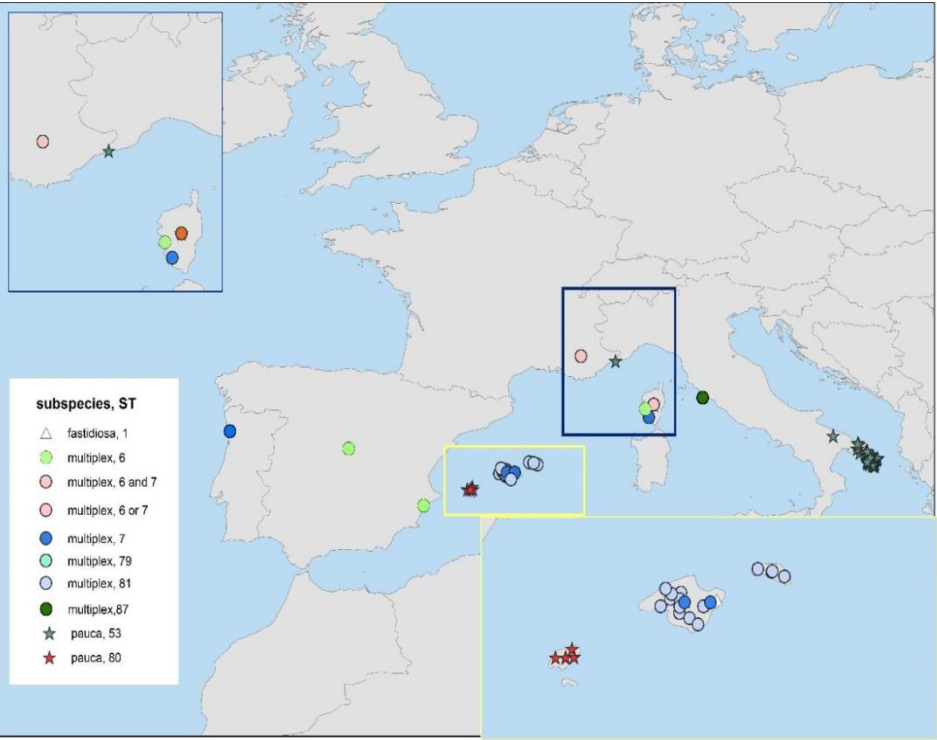 subspecies, ST
fastidiosa, 1
multiplex, 6
multiplex, 6 and 7
multiplex, 6 or 7
multiplex, 7
multiplex, 79
multiplex, 81
multiplex,87
pauca, 53
pauca, 80